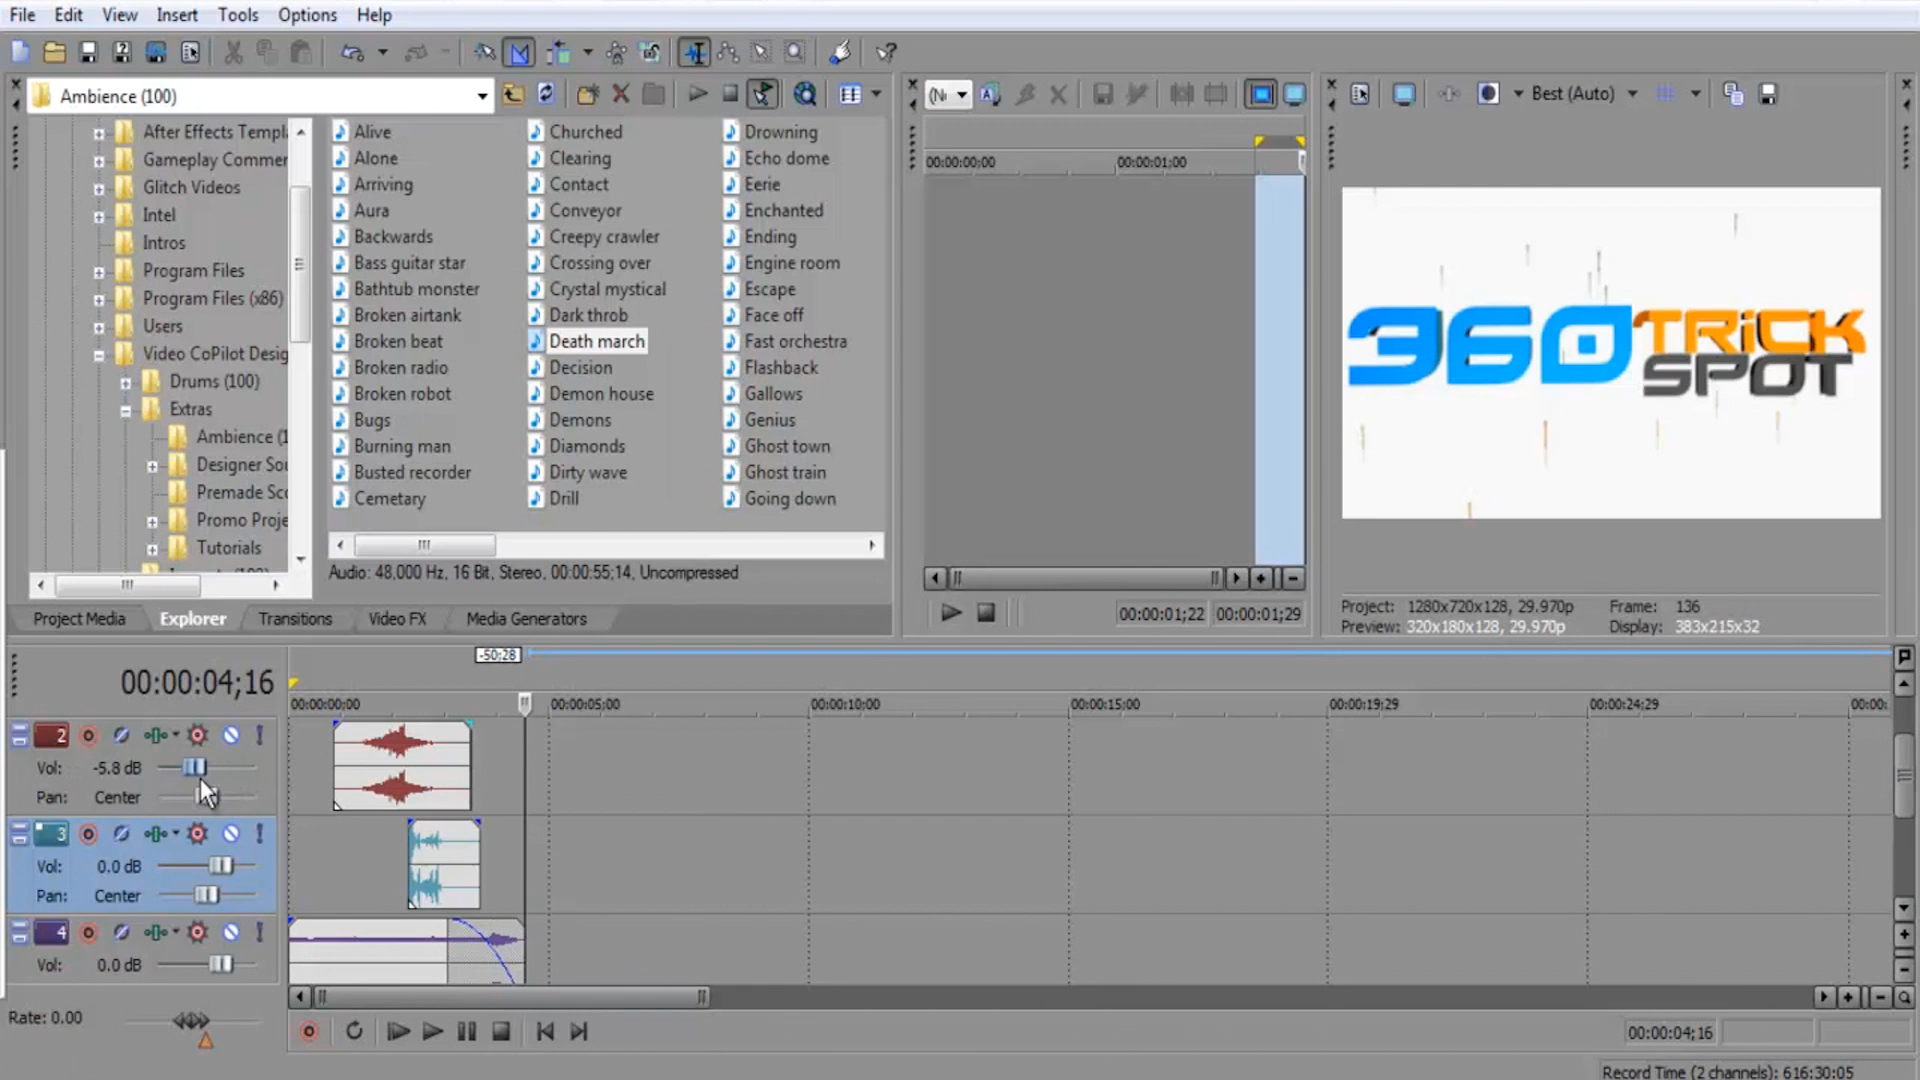 File Edit View Insert Tools Options Help
Ambience (100)
After Effects Templa
Gameplay Commer
Glitch Videos
Intel
Intros
Program Files
Program Files (x86)
Users
Video CoPilot Desig
Drums (100)
Extras
Ambience (1
Designer Sou
Premade Sco
Promo Proje
Tutorials
Alive Churched Drowning
Alone Clearing Echo dome
Arriving Contact Eerie
Aura Conveyor Enchanted
Backwards Creepy crawler Ending
Bass guitar star Crossing over Engine room
Bathtub monster Crystal mystical Escape
Broken airtank Dark throb Face off
Broken beat Death march Fast orchestra
Broken radio Decision Flashback
Broken robot Demon house Gallows
Bugs Demons Genius
Burning man Diamonds Ghost town
Busted recorder Dirty wave Ghost train
Cemetary Drill Going down
Audio: 48,000 Hz, 16 Bit, Stereo, 00:00:55;14, Uncompressed
Project Media Explorer Transitions Video FX Media Generators
(N
00:00:00;00 00:00:01;00
00:00:01;22 00:00:01;29
Best (Auto)
360 TRiCK
SPOT
Project: 1280x720x128, 29.970p Frame: 136
Preview: 320x180x128, 29.970p Display: 383x215x32
-50;28
00:00:04;16
00:00:00;00 00:00:05;00 00:00:10;00 00:00:15;00 00:00:19;29 00:00:24;29 00:00:
2
Vol: -5.8 dB
Pan: Center
3
Vol: 0.0 dB
Pan: Center
4
Vol: 0.0 dB
Rate: 0.00
00:00:04;16
Record Time (2 channels): 616:30:05